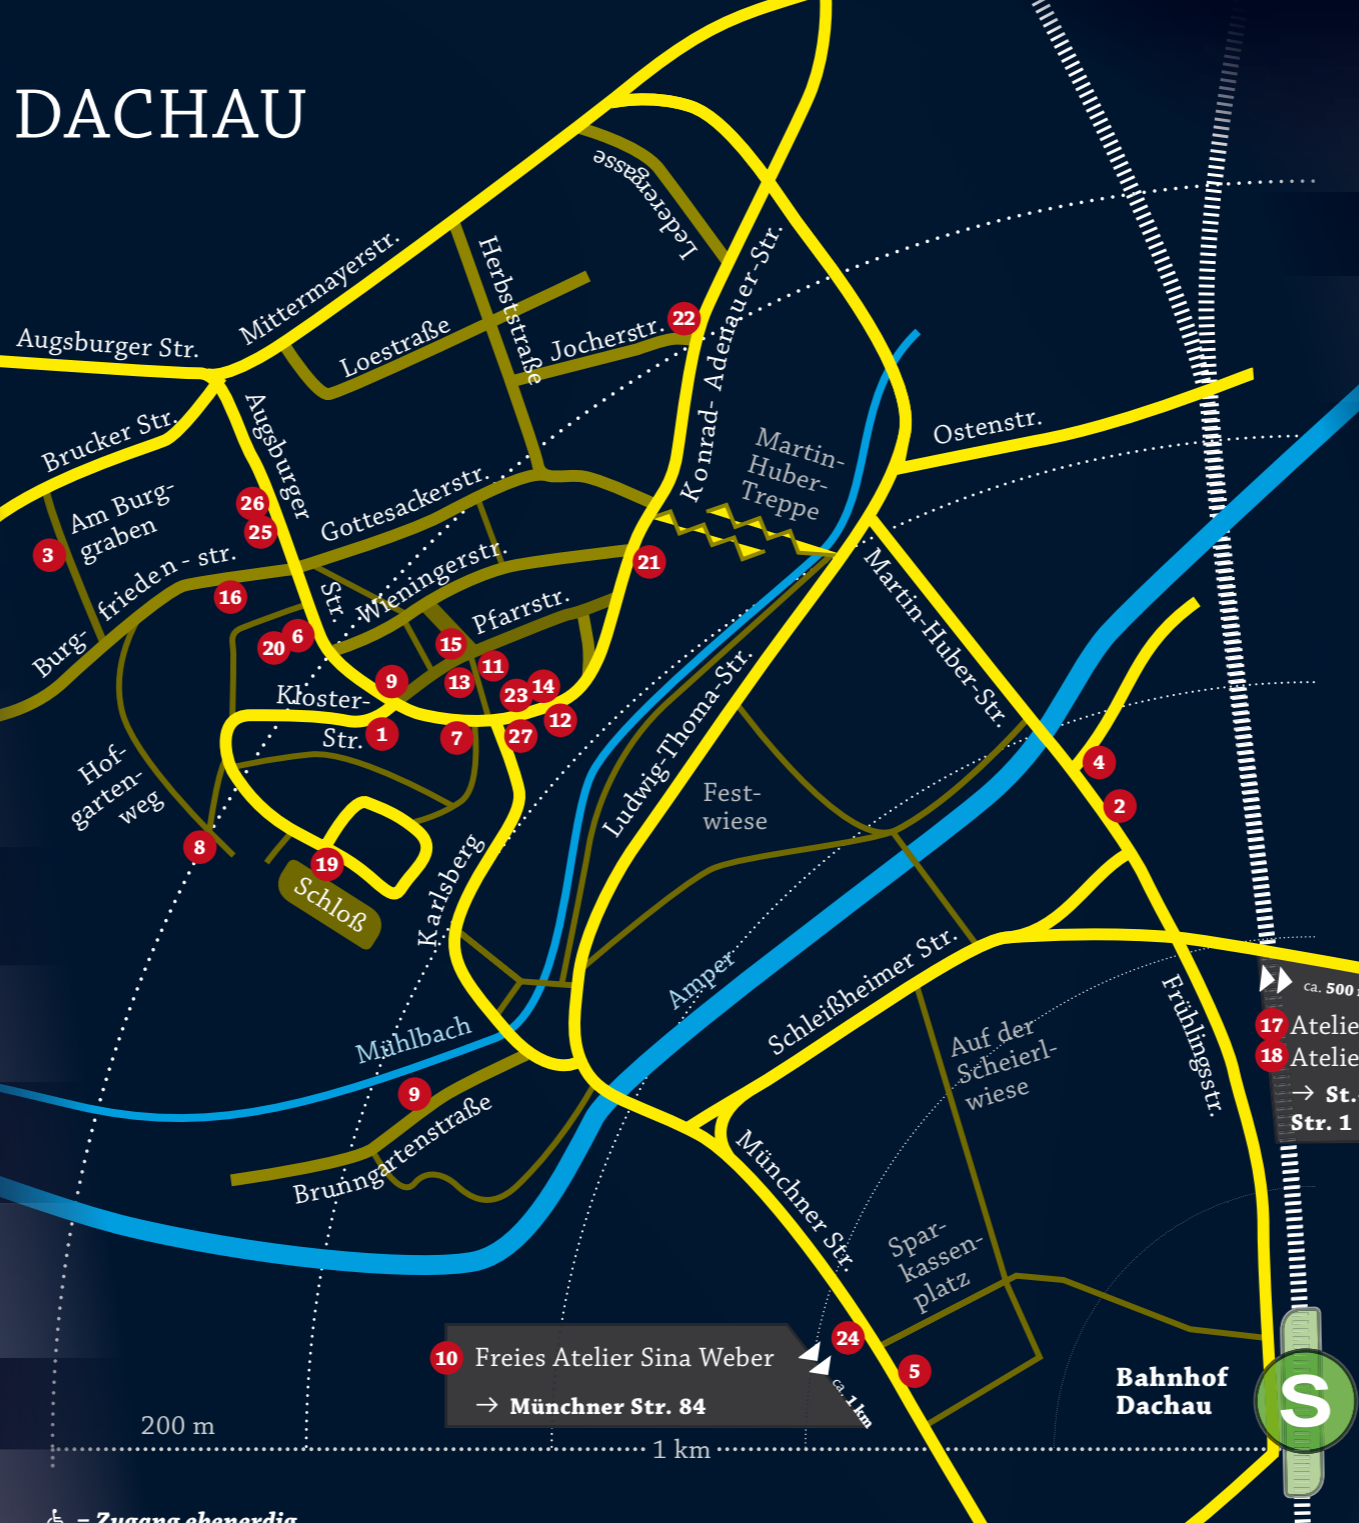 DACHAU
Lederergasse
Mittermayerstr.
Herbststraße
Konrad- Adenauer-Str.
22
Augsburger Str.
Loestraße
Jocherstr.
Brucker Str.
Augsburger
Str.
Ostenstr.
Martin-
Huber-
Treppe
Am Burg-
graben
26
25
3
Gottesackerstr.
Burg- frieden - str.
16
Wieningerstr.
21
Pfarrstr.
20
6
15
11
13
9
23
14
12
Kloster-
Str.
1
7
27
Martin-Huber-Str.
Ludwig-Thoma-Str.
4
2
Hof-
garten-
weg
8
Fest-
wiese
19
Schloß
Karlsberg
Amper
Schleißheimer Str.
Frühlingsstr.
ca. 500
17 Atelie
18 Atelie
→ St.
Str. 1
Mühlbach
Auf der
Scheierl-
wiese
9
Brunngartenstraße
Münchner Str.
Spar-
kassen-
platz
24
5
10 Freies Atelier Sina Weber
→ Münchner Str. 84
ca. 1 km
Bahnhof
Dachau
S
200 m
1 km
= Zugang ebenerdig